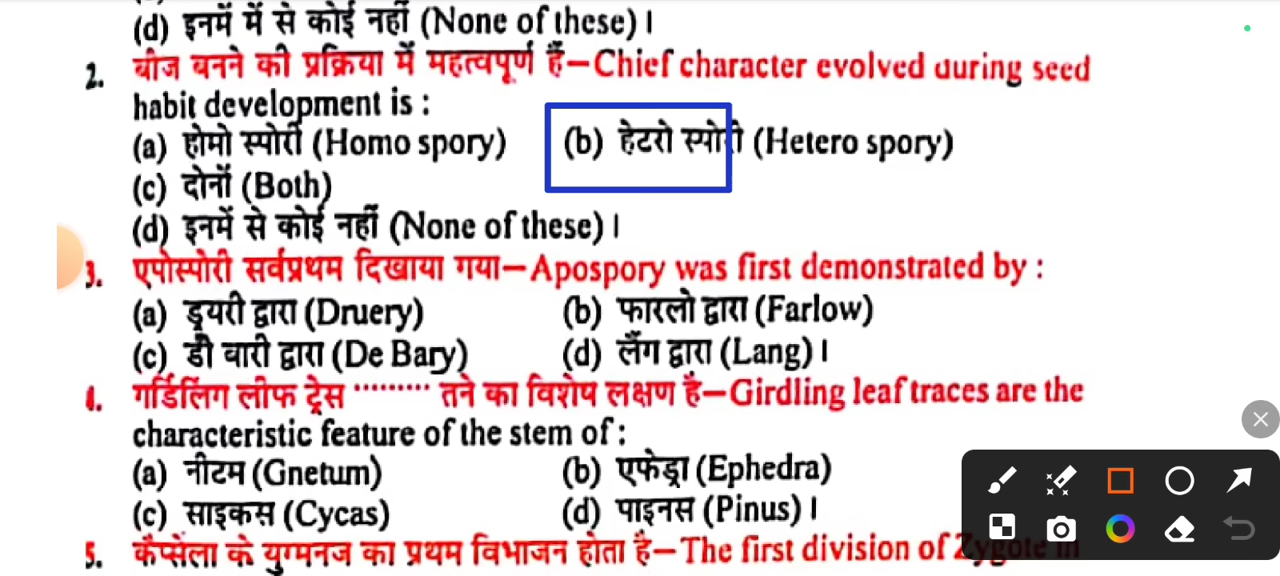 (d) इनमें में से कोई नहीं (None of these)।
2. बीज बनने की प्रक्रिया में महत्वपूर्ण हैं–Chief character evolved during seed
habit development is :
(a) होमो स्पोरी (Homo spory) (b) हेटरो स्पोरी (Hetero spory)
(c) दोनों (Both)
(d) इनमें से कोई नहीं (None of these)।
3. एपोस्पोरी सर्वप्रथम दिखाया गया–Apospory was first demonstrated by :
(a) ड्रूयरी द्वारा (Druery) (b) फारलो द्वारा (Farlow)
(c) डी बारी द्वारा (De Bary) (d) लैंग द्वारा (Lang)।
4. गर्डिलिंग लीफ ट्रेस ········· तने का विशेष लक्षण है–Girdling leaf traces are the
characteristic feature of the stem of :
(a) नीटम (Gnetum) (b) एफेड्रा (Ephedra)
(c) साइकस (Cycas) (d) पाइनस (Pinus)।
5. कैप्सेला के युग्मनज का प्रथम विभाजन होता है–The first division of Zygote in